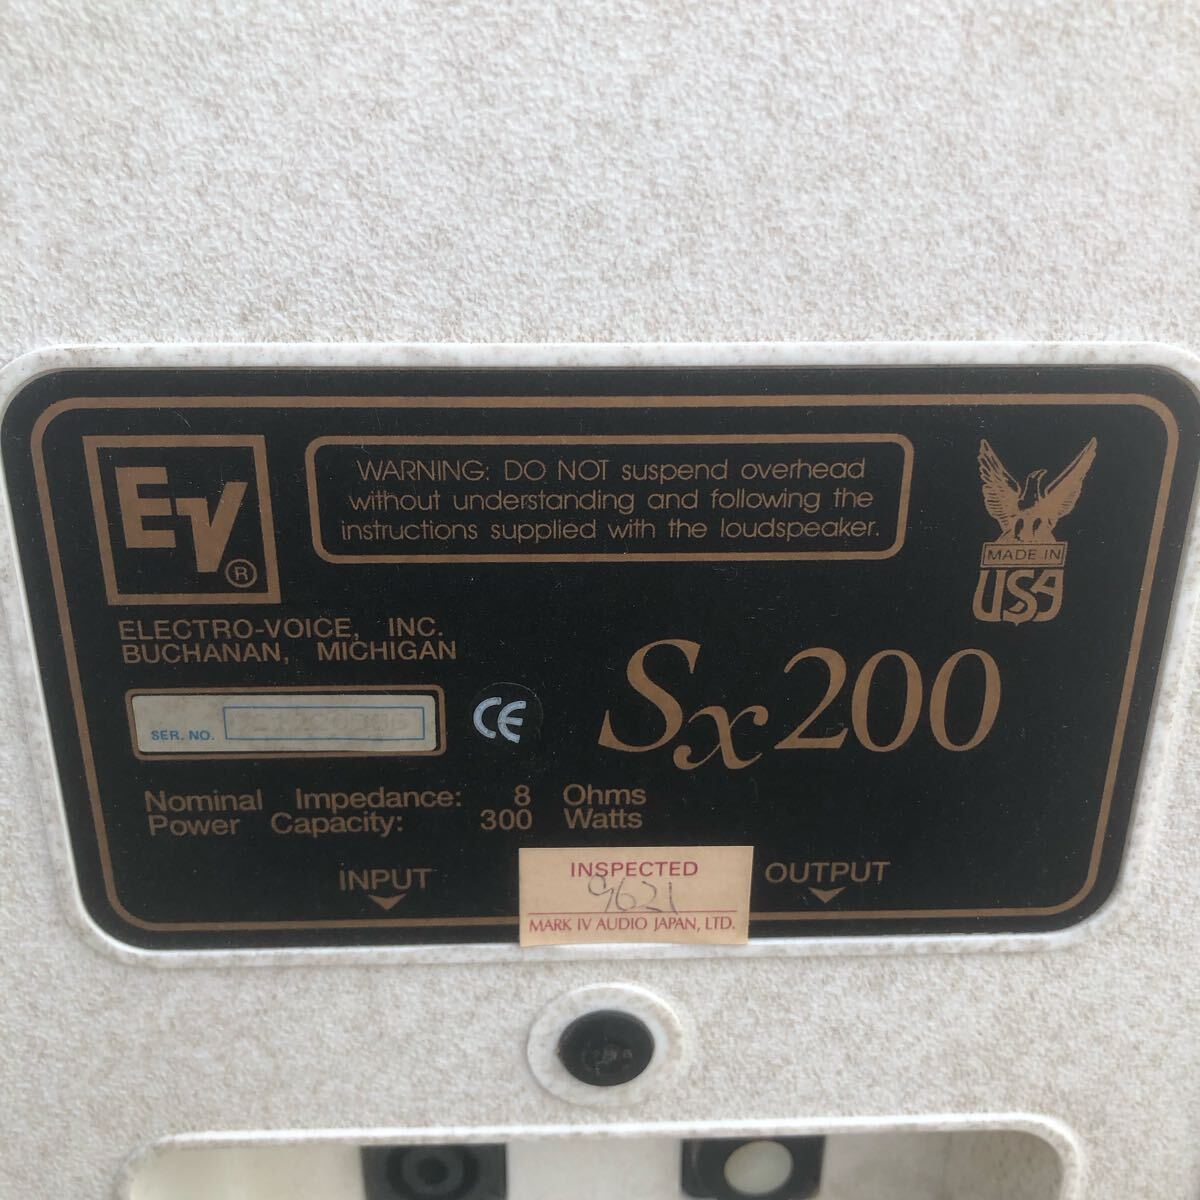 EV®
WARNING: DO NOT suspend overhead
without understanding and following the
instructions supplied with the loudspeaker.
MADE IN
USA
ELECTRO-VOICE, INC.
BUCHANAN, MICHIGAN
SER. NO.
CE
Sx200
Nominal Impedance: 8 Ohms
Power Capacity: 300 Watts
INPUT
OUTPUT
INSPECTED
9621
MARK IV AUDIO JAPAN, LTD.